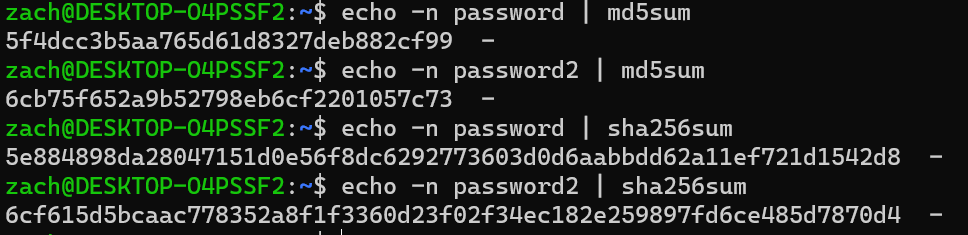 zach@DESKTOP-O4PSSF2:~$ echo -n password | md5sum
5f4dcc3b5aa765d61d8327deb882cf99  -
zach@DESKTOP-O4PSSF2:~$ echo -n password2 | md5sum
6cb75f652a9b52798eb6cf2201057c73  -
zach@DESKTOP-O4PSSF2:~$ echo -n password | sha256sum
5e884898da28047151d0e56f8dc6292773603d0d6aabbdd62a11ef721d1542d8  -
zach@DESKTOP-O4PSSF2:~$ echo -n password2 | sha256sum
6cf615d5bcaac778352a8f1f3360d23f02f34ec182e259897fd6ce485d7870d4  -